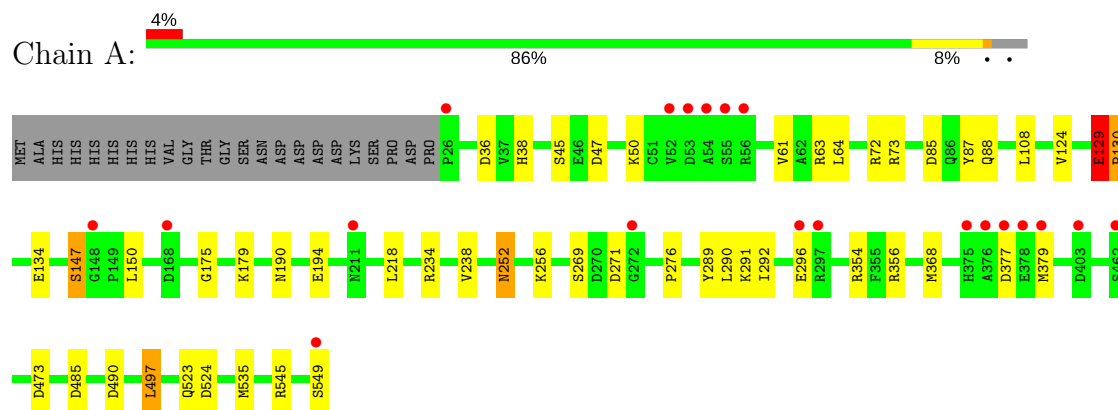 4%
Chain A:
86%
8%
MET ALA HIS HIS HIS HIS HIS HIS VAL GLY THR GLY SER ASN ASP ASP ASP ASP LYS SER PRO ASP PRO P26 D36 V37 H38 S45 E46 D47 K50 C51 V52 D53 A54 S55 R56 V61 A62 R63 L64 R72 R73 D85 Q86 Y87 Q88 L108 V124 E129
E134 S147 G148 P149 L150 D168 G175 K179 N190 E194 N211 L218 R234 V238 N252 K256 S269 D270 D271 G272 P276 Y289 L290 K291 I292 E296 R297 R354 F355 R356 M368 H375 A376 D377 E378 M379 D403
D473 D485 D490 L497 Q523 D524 M535 R545 S549